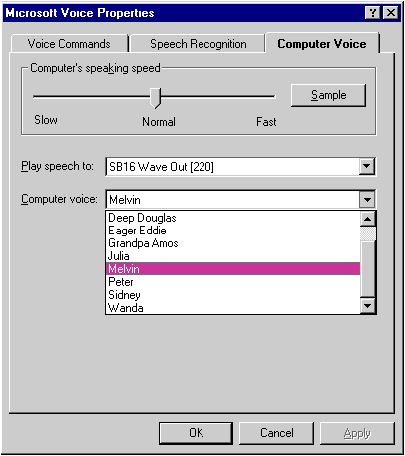 Microsoft Voice Properties
Voice Commands Speech Recognition Computer Voice
Computer's speaking speed
Sample
Slow Normal Fast
Play speech to: SB16 Wave Out [220]
Computer voice: Melvin
Deep Douglas
Eager Eddie
Grandpa Amos
Julia
Melvin
Peter
Sidney
Wanda
OK Cancel Apply